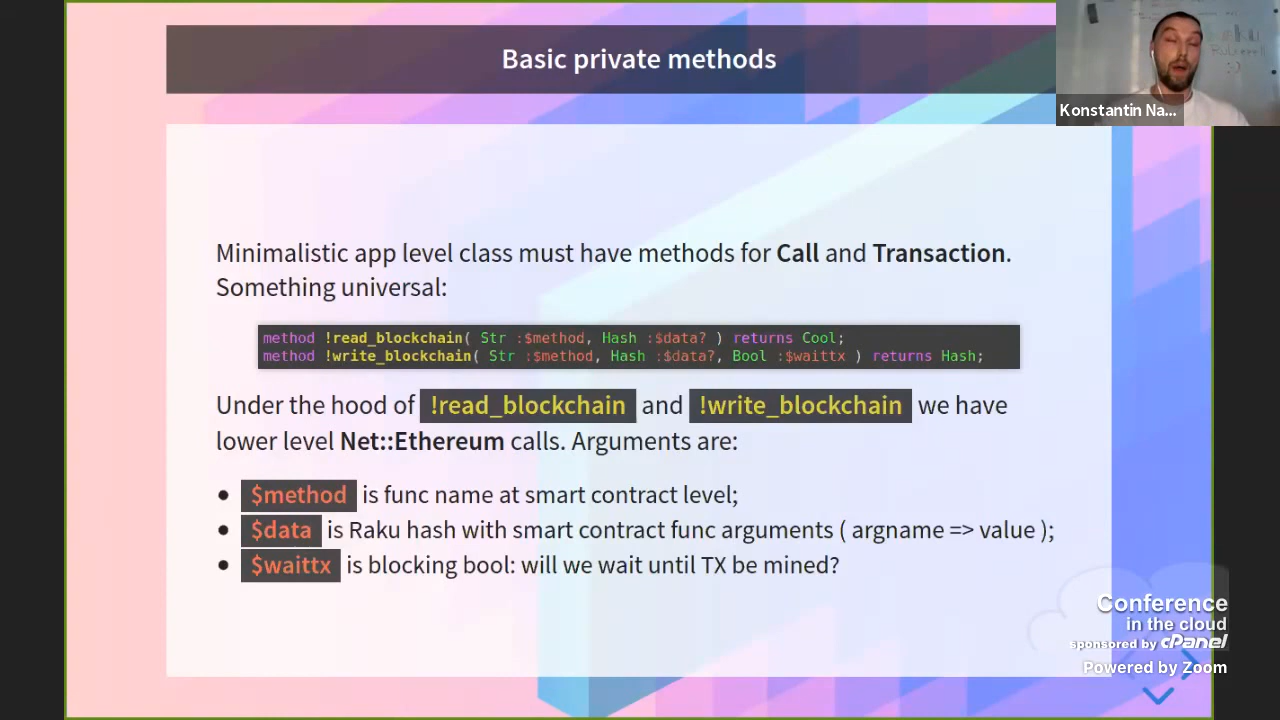 Basic private methods
Konstantin Na...
Minimalistic app level class must have methods for Call and Transaction.
Something universal:
method !read_blockchain( Str :$method, Hash :$data? ) returns Cool;
method !write_blockchain( Str :$method, Hash :$data?, Bool :$waittx ) returns Hash;
Under the hood of !read_blockchain and !write_blockchain we have
lower level Net::Ethereum calls. Arguments are:
• $method is func name at smart contract level;
• $data is Raku hash with smart contract func arguments ( argname => value );
• $waittx is blocking bool: will we wait until TX be mined?
Conference
in the cloud
sponsored by cPanel
Powered by Zoom